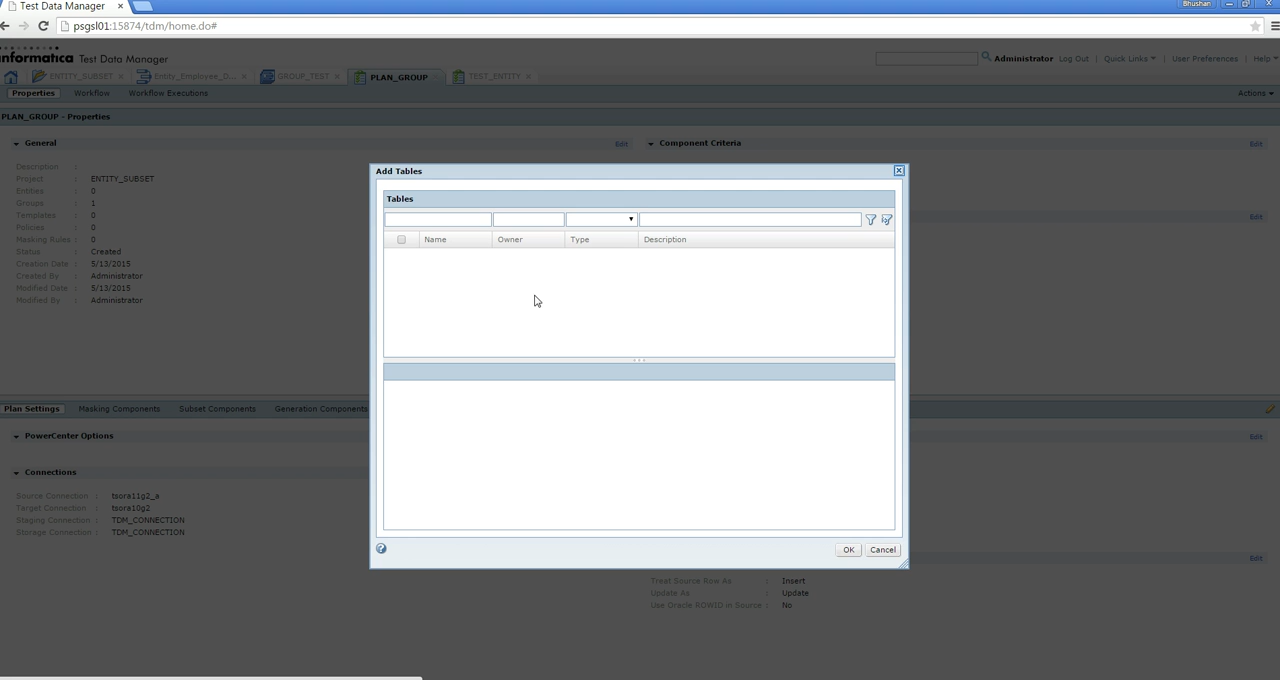 Test Data Manager
Bhushan
psgsl01:15874/tdm/home.do#
Informatica Test Data Manager
Administrator Log Out | Quick Links | User Preferences | Help
ENTITY_SUBSET Entity_Employee_D... GROUP_TEST PLAN_GROUP TEST_ENTITY
Properties Workflow Workflow Executions Actions
PLAN_GROUP - Properties
General Edit Component Criteria Edit
Description :
Project : ENTITY_SUBSET
Entities : 0
Groups : 1
Templates : 0
Policies : 0
Masking Rules : 0
Status : Created
Creation Date : 5/13/2015
Created By : Administrator
Modified Date : 5/13/2015
Modified By : Administrator
Edit
Add Tables
Tables
Name Owner Type Description
OK Cancel
Plan Settings Masking Components Subset Components Generation Components
PowerCenter Options Edit
Connections
Source Connection : tsora11g2_a
Target Connection : tsora10g2
Staging Connection : TDM_CONNECTION
Storage Connection : TDM_CONNECTION
Edit
Treat Source Row As : Insert
Update As : Update
Use Oracle ROWID in Source : No